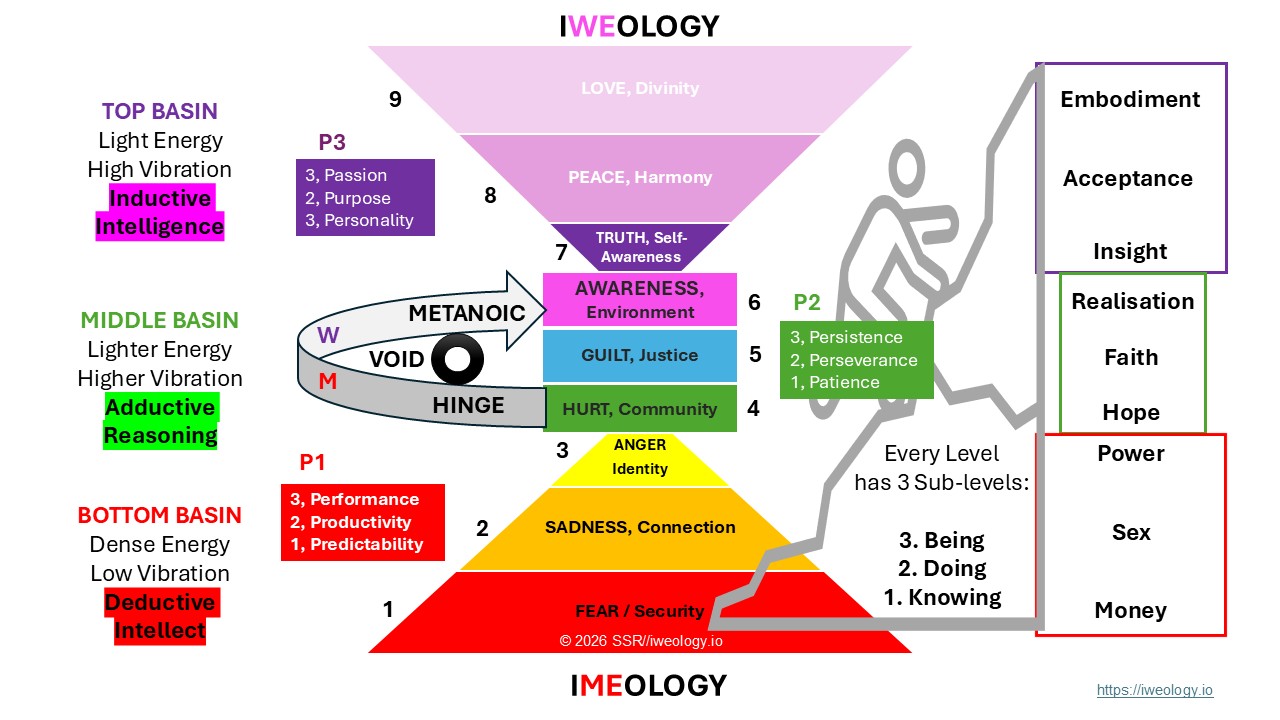 IWEOLOGY
TOP BASIN
Light Energy
High Vibration
Inductive
Intelligence
P3
3, Passion
2, Purpose
3, Personality
9
LOVE, Divinity
8
PEACE, Harmony
7
TRUTH, Self-
Awareness
Embodiment
Acceptance
Insight
MIDDLE BASIN
Lighter Energy
Higher Vibration
Adductive
Reasoning
METANOIC
W
VOID
M
HINGE
AWARENESS,
Environment
6
GUILT, Justice
5
HURT, Community
4
P2
3, Persistence
2, Perseverance
1, Patience
Realisation
Faith
Hope
BOTTOM BASIN
Dense Energy
Low Vibration
Deductive
Intellect
P1
3, Performance
2, Productivity
1, Predictability
3
ANGER
Identity
2
SADNESS, Connection
1
FEAR / Security
© 2026 SSR//iweology.io
Every Level
has 3 Sub-levels:
3. Being
2. Doing
1. Knowing
Power
Sex
Money
IMEOLOGY
https://iweology.io